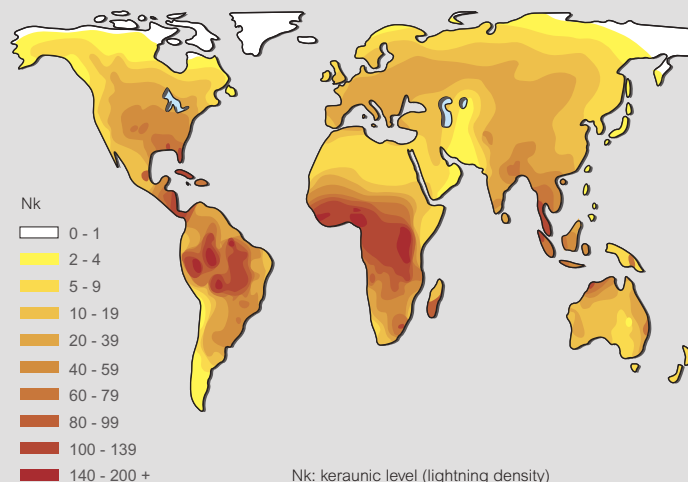 Nk
0 - 1
2 - 4
5 - 9
10 - 19
20 - 39
40 - 59
60 - 79
80 - 99
100 - 139
140 - 200 +
Nk: keraunic level (lightning density)